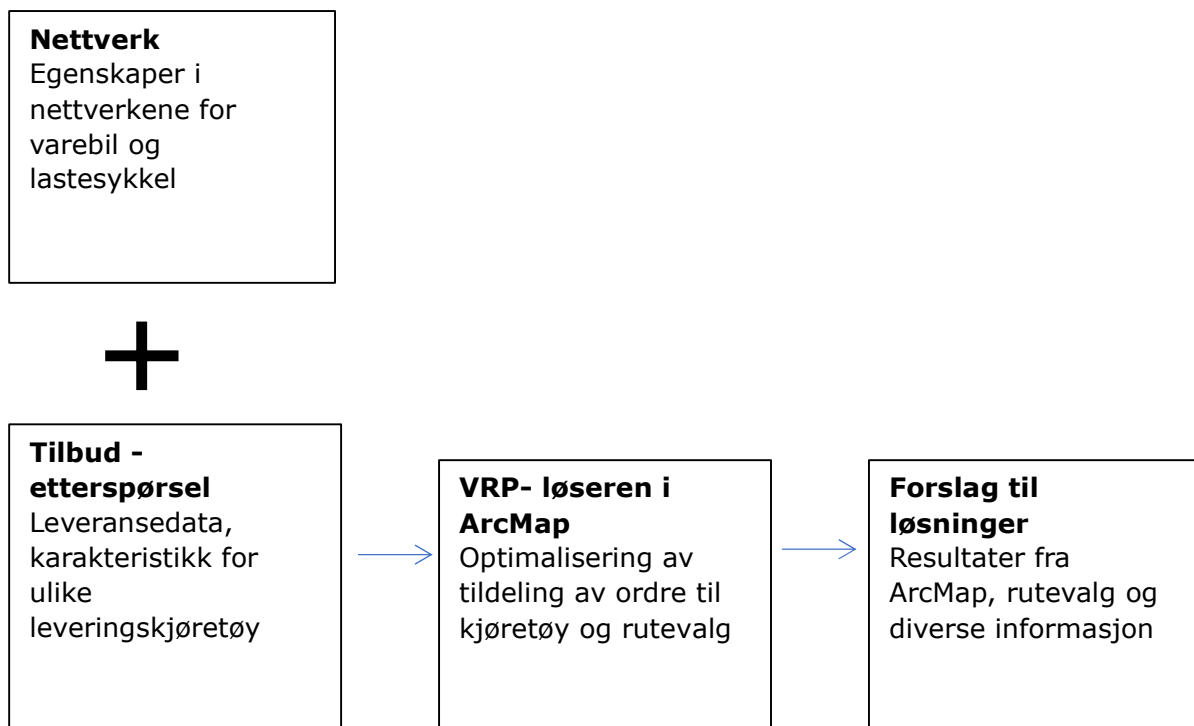 Nettverk
Egenskaper i
nettverkene for
varebil og
lastesykkel
Tilbud -
etterspørsel
Leveransedata,
karakteristikk for
ulike
leveringskjøretøy
VRP- løseren i
ArcMap
Optimalisering av
tildeling av ordre til
kjøretøy og rutevalg
Forslag til
løsninger
Resultater fra
ArcMap, rutevalg og
diverse informasjon